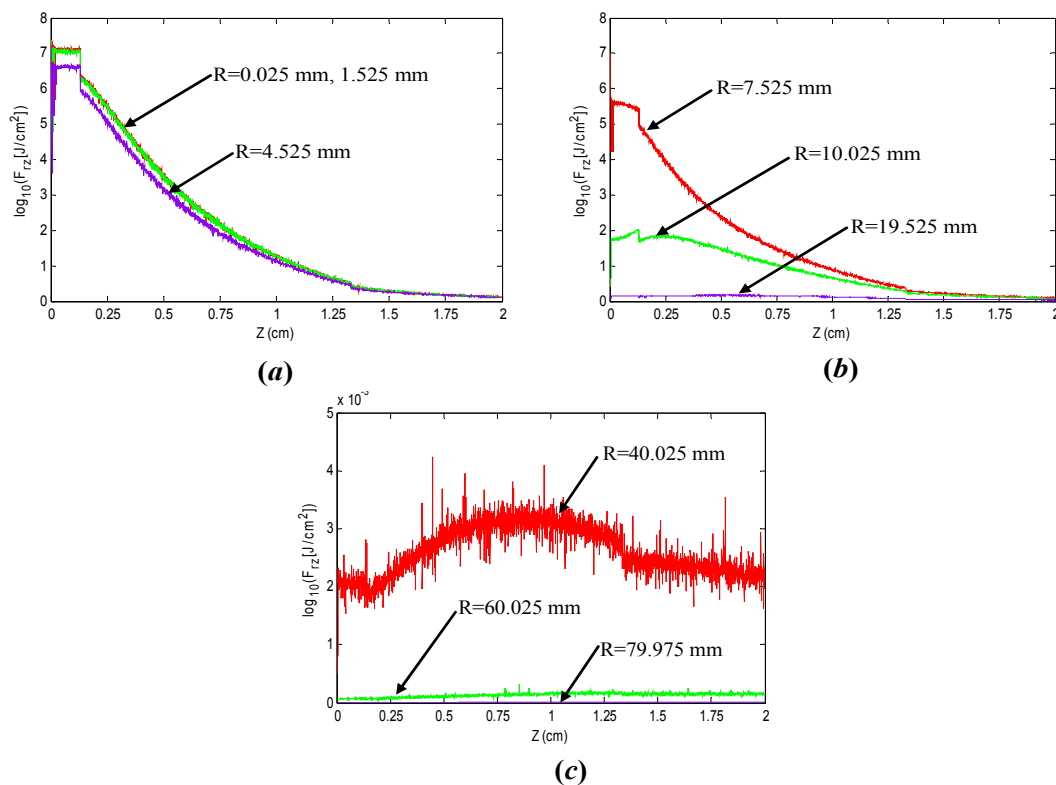 8
7
6
5
4
3
2
1
0
log10(Frz[J/cm2])
R=0.025 mm, 1.525 mm
R=4.525 mm
0 0.25 0.5 0.75 1 1.25 1.5 1.75 2
Z (cm)
(a)
8
7
6
5
4
3
2
1
0
log10(Frz[J/cm2])
R=7.525 mm
R=10.025 mm
R=19.525 mm
0 0.25 0.5 0.75 1 1.25 1.5 1.75 2
Z (cm)
(b)
x 10-3
5
4
3
2
1
0
log10(Frz[J/cm2])
R=40.025 mm
R=60.025 mm
R=79.975 mm
0 0.25 0.5 0.75 1 1.25 1.5 1.75 2
Z (cm)
(c)